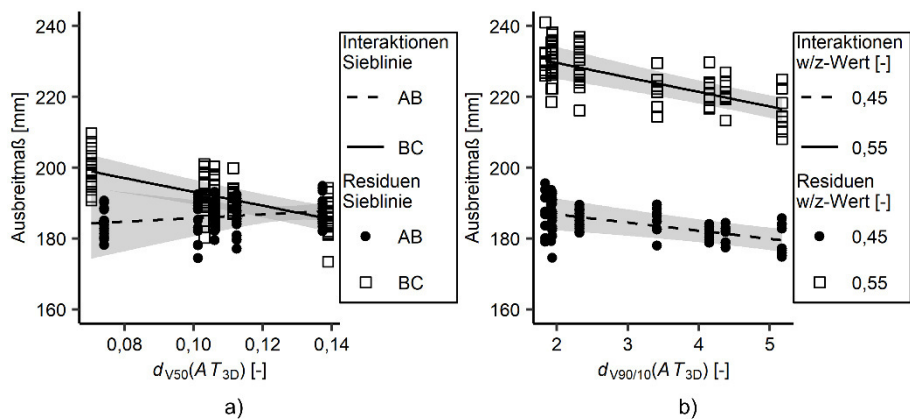 240
220
200
180
160
Ausbreitmaß [mm]
0,08 0,10 0,12 0,14
dV50(AT3D) [-]
a)
Interaktionen
Sieblinie
AB
BC
Residuen
Sieblinie
AB
BC
240
220
200
180
160
Ausbreitmaß [mm]
2 3 4 5
dV90/10(AT3D) [-]
b)
Interaktionen
w/z-Wert [-]
0,45
0,55
Residuen
w/z-Wert [-]
0,45
0,55